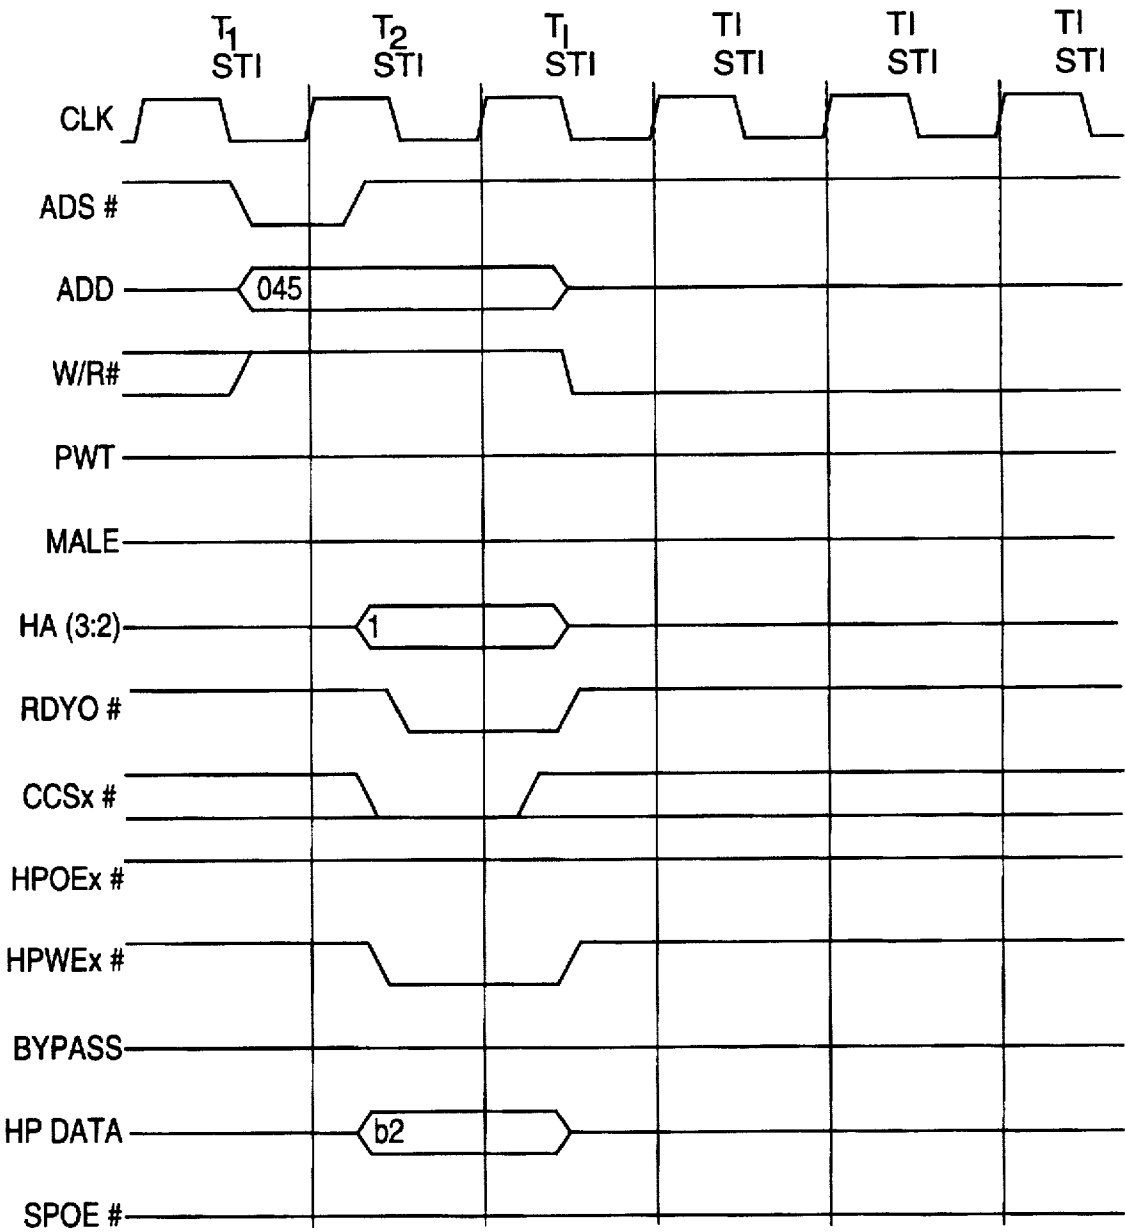 T1 T2 TI TI TI TI
STI STI STI STI STI STI
CLK
ADS #
ADD 045
W/R#
PWT
MALE
HA (3:2) 1
RDYO #
CCSx #
HPOEx #
HPWEx #
BYPASS
HP DATA b2
SPOE #